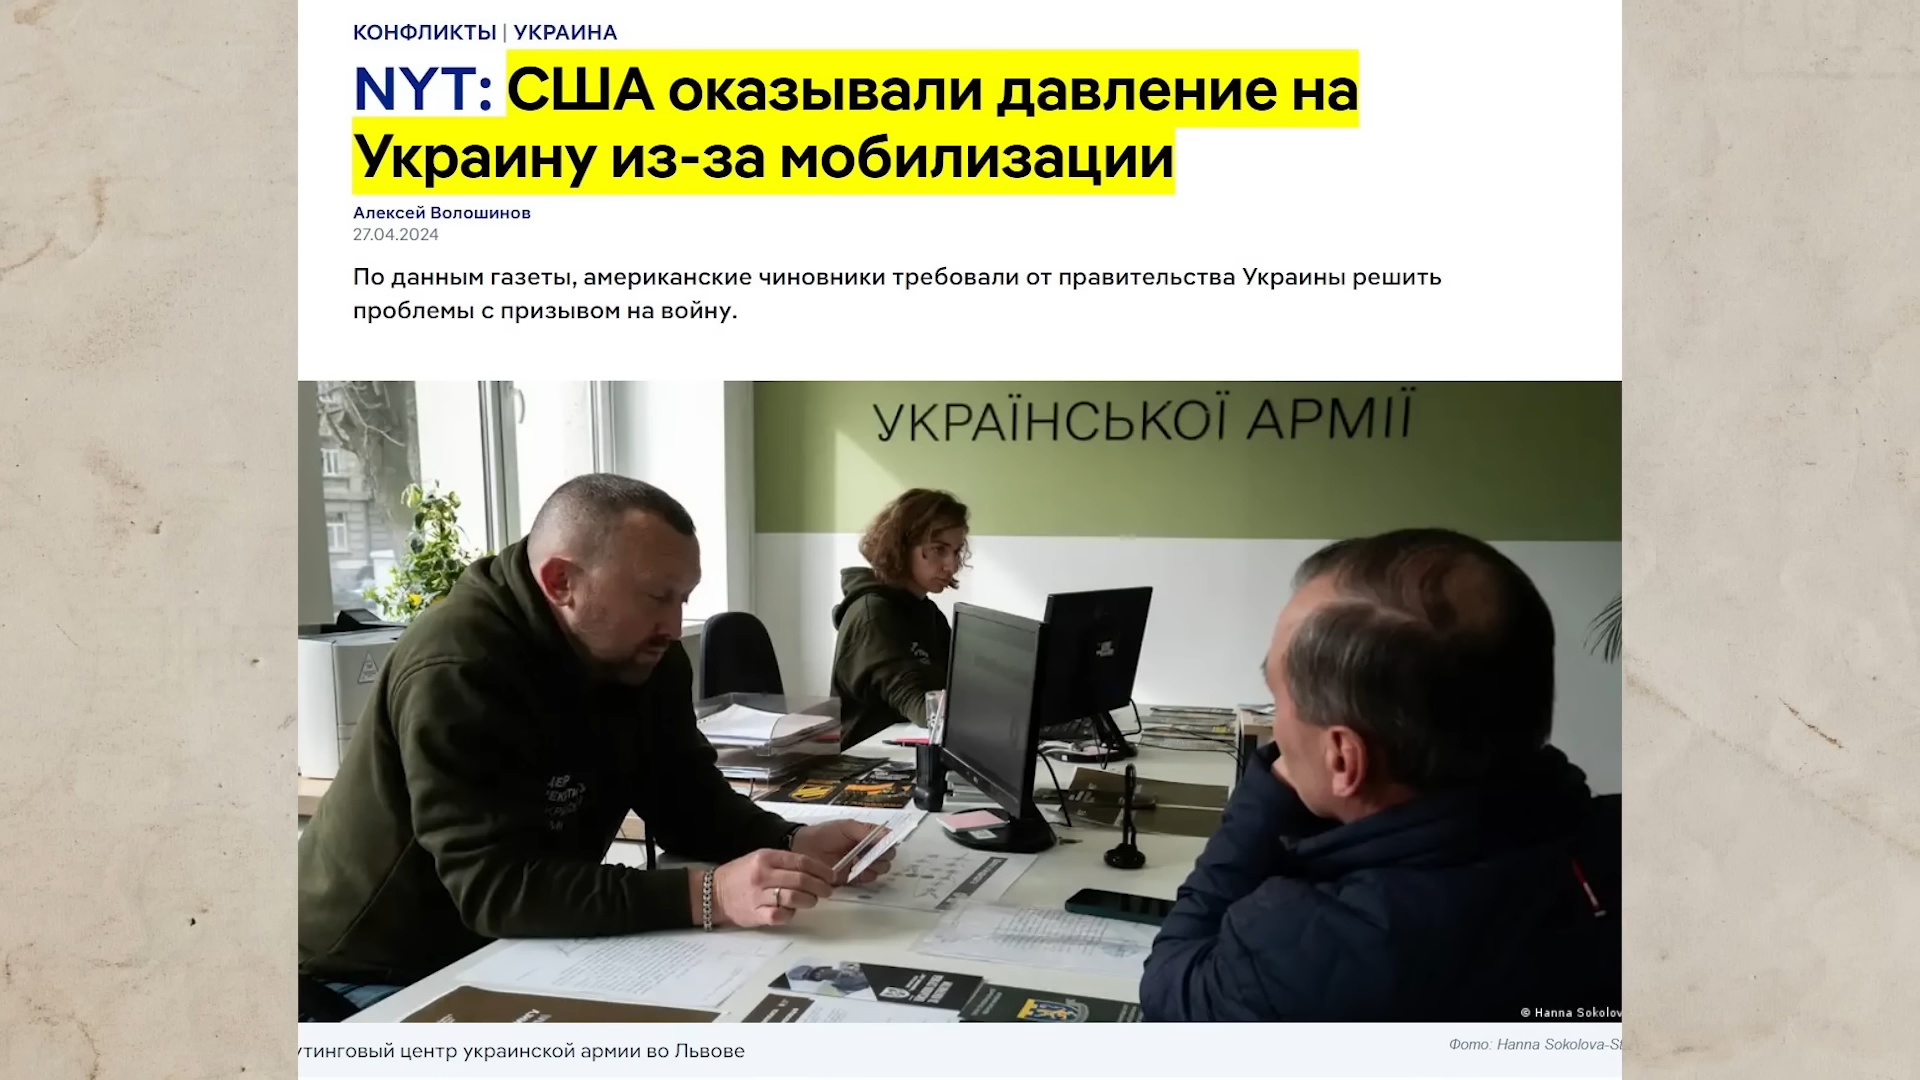 КОНФЛИКТЫ | УКРАИНА
NYT: США оказывали давление на
Украину из-за мобилизации
Алексей Волошинов
27.04.2024
По данным газеты, американские чиновники требовали от правительства Украины решить
проблемы с призывом на войну.
УКРАЇНСЬКОЇ АРМІЇ
© Hanna Sokolov
утинговый центр украинской армии во Львове
Фото: Hanna Sokolova-St